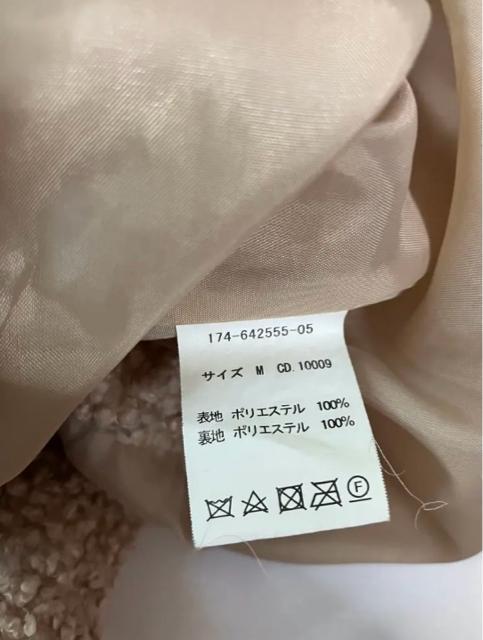 174-642555-05
サイズ M CD.10009
表地 ポリエステル 100%
裏地 ポリエステル 100%
F